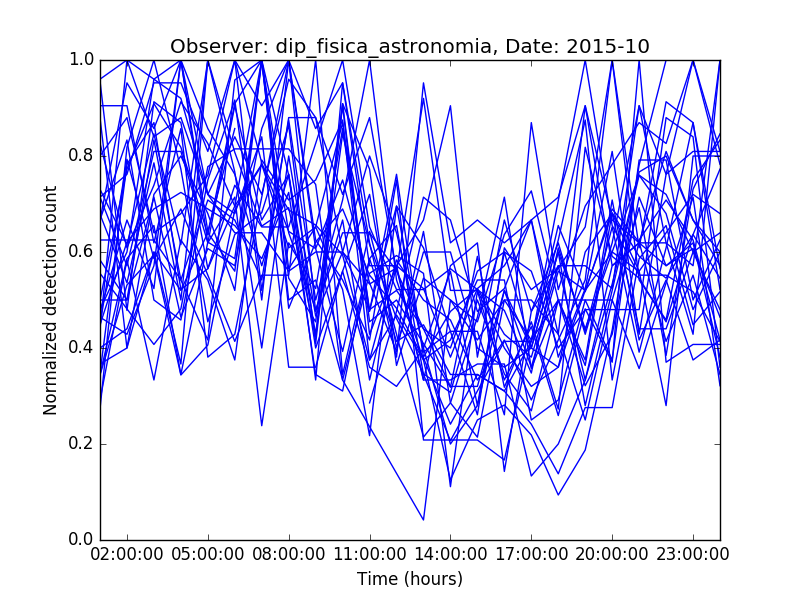 Observer: dip_fisica_astronomia, Date: 2015-10
Normalized detection count
1.0
0.8
0.6
0.4
0.2
0.0
02:00:00 05:00:00 08:00:00 11:00:00 14:00:00 17:00:00 20:00:00 23:00:00
Time (hours)